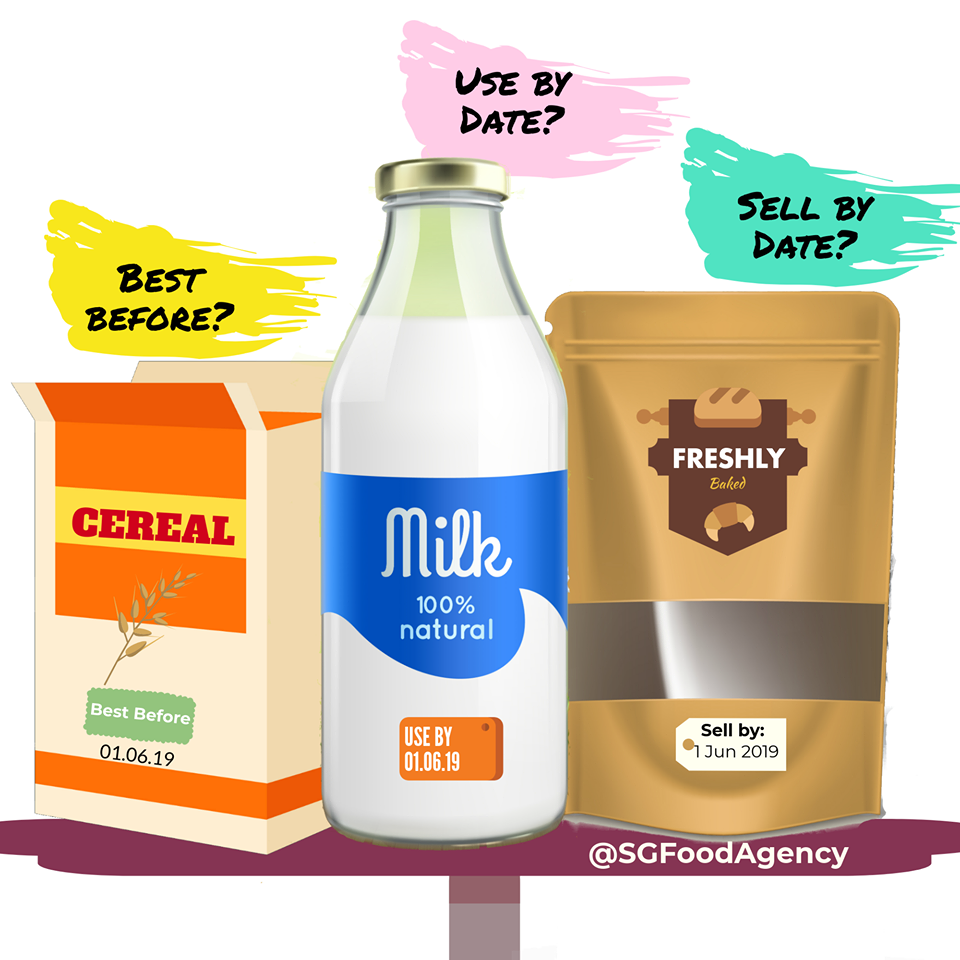 USE BY
DATE?
SELL BY
DATE?
BEST
BEFORE?
CEREAL
Best Before
01.06.19
Milk
100%
natural
USE BY
01.06.19
FRESHLY
Baked
Sell by:
1 Jun 2019
@SGFoodAgency